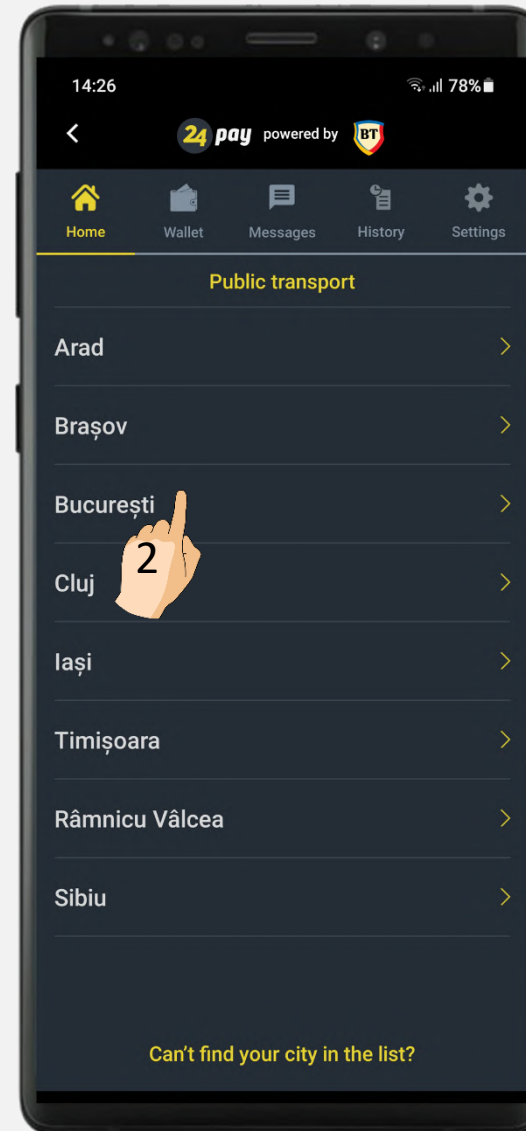 14:26 78%
24 pay powered by BT
Home Wallet Messages History Settings
Public transport
Arad
Brașov
București
2
Cluj
Iași
Timișoara
Râmnicu Vâlcea
Sibiu
Can't find your city in the list?